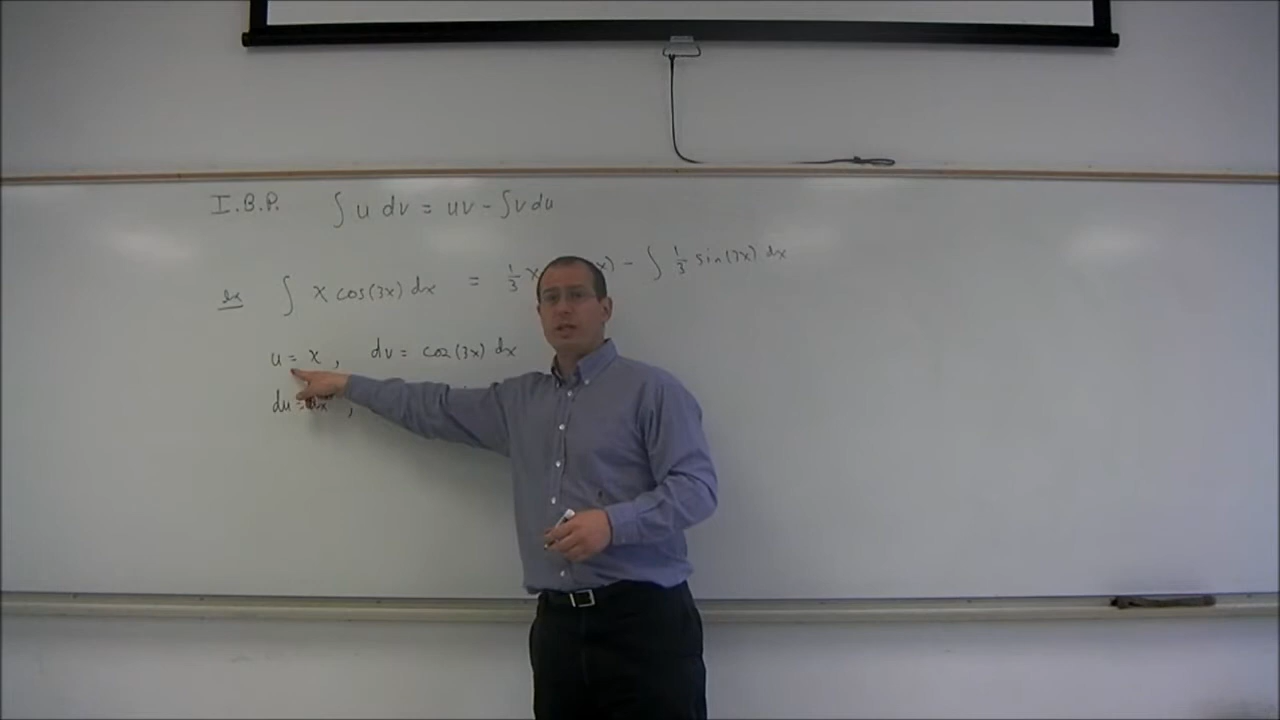 I.B.P. ∫ u dv = uv - ∫ v du
ex ∫ x cos(3x) dx = 1/3 x x) - ∫ 1/3 sin(3x) dx
u = x , dv = cos(3x) dx
du = dx ,